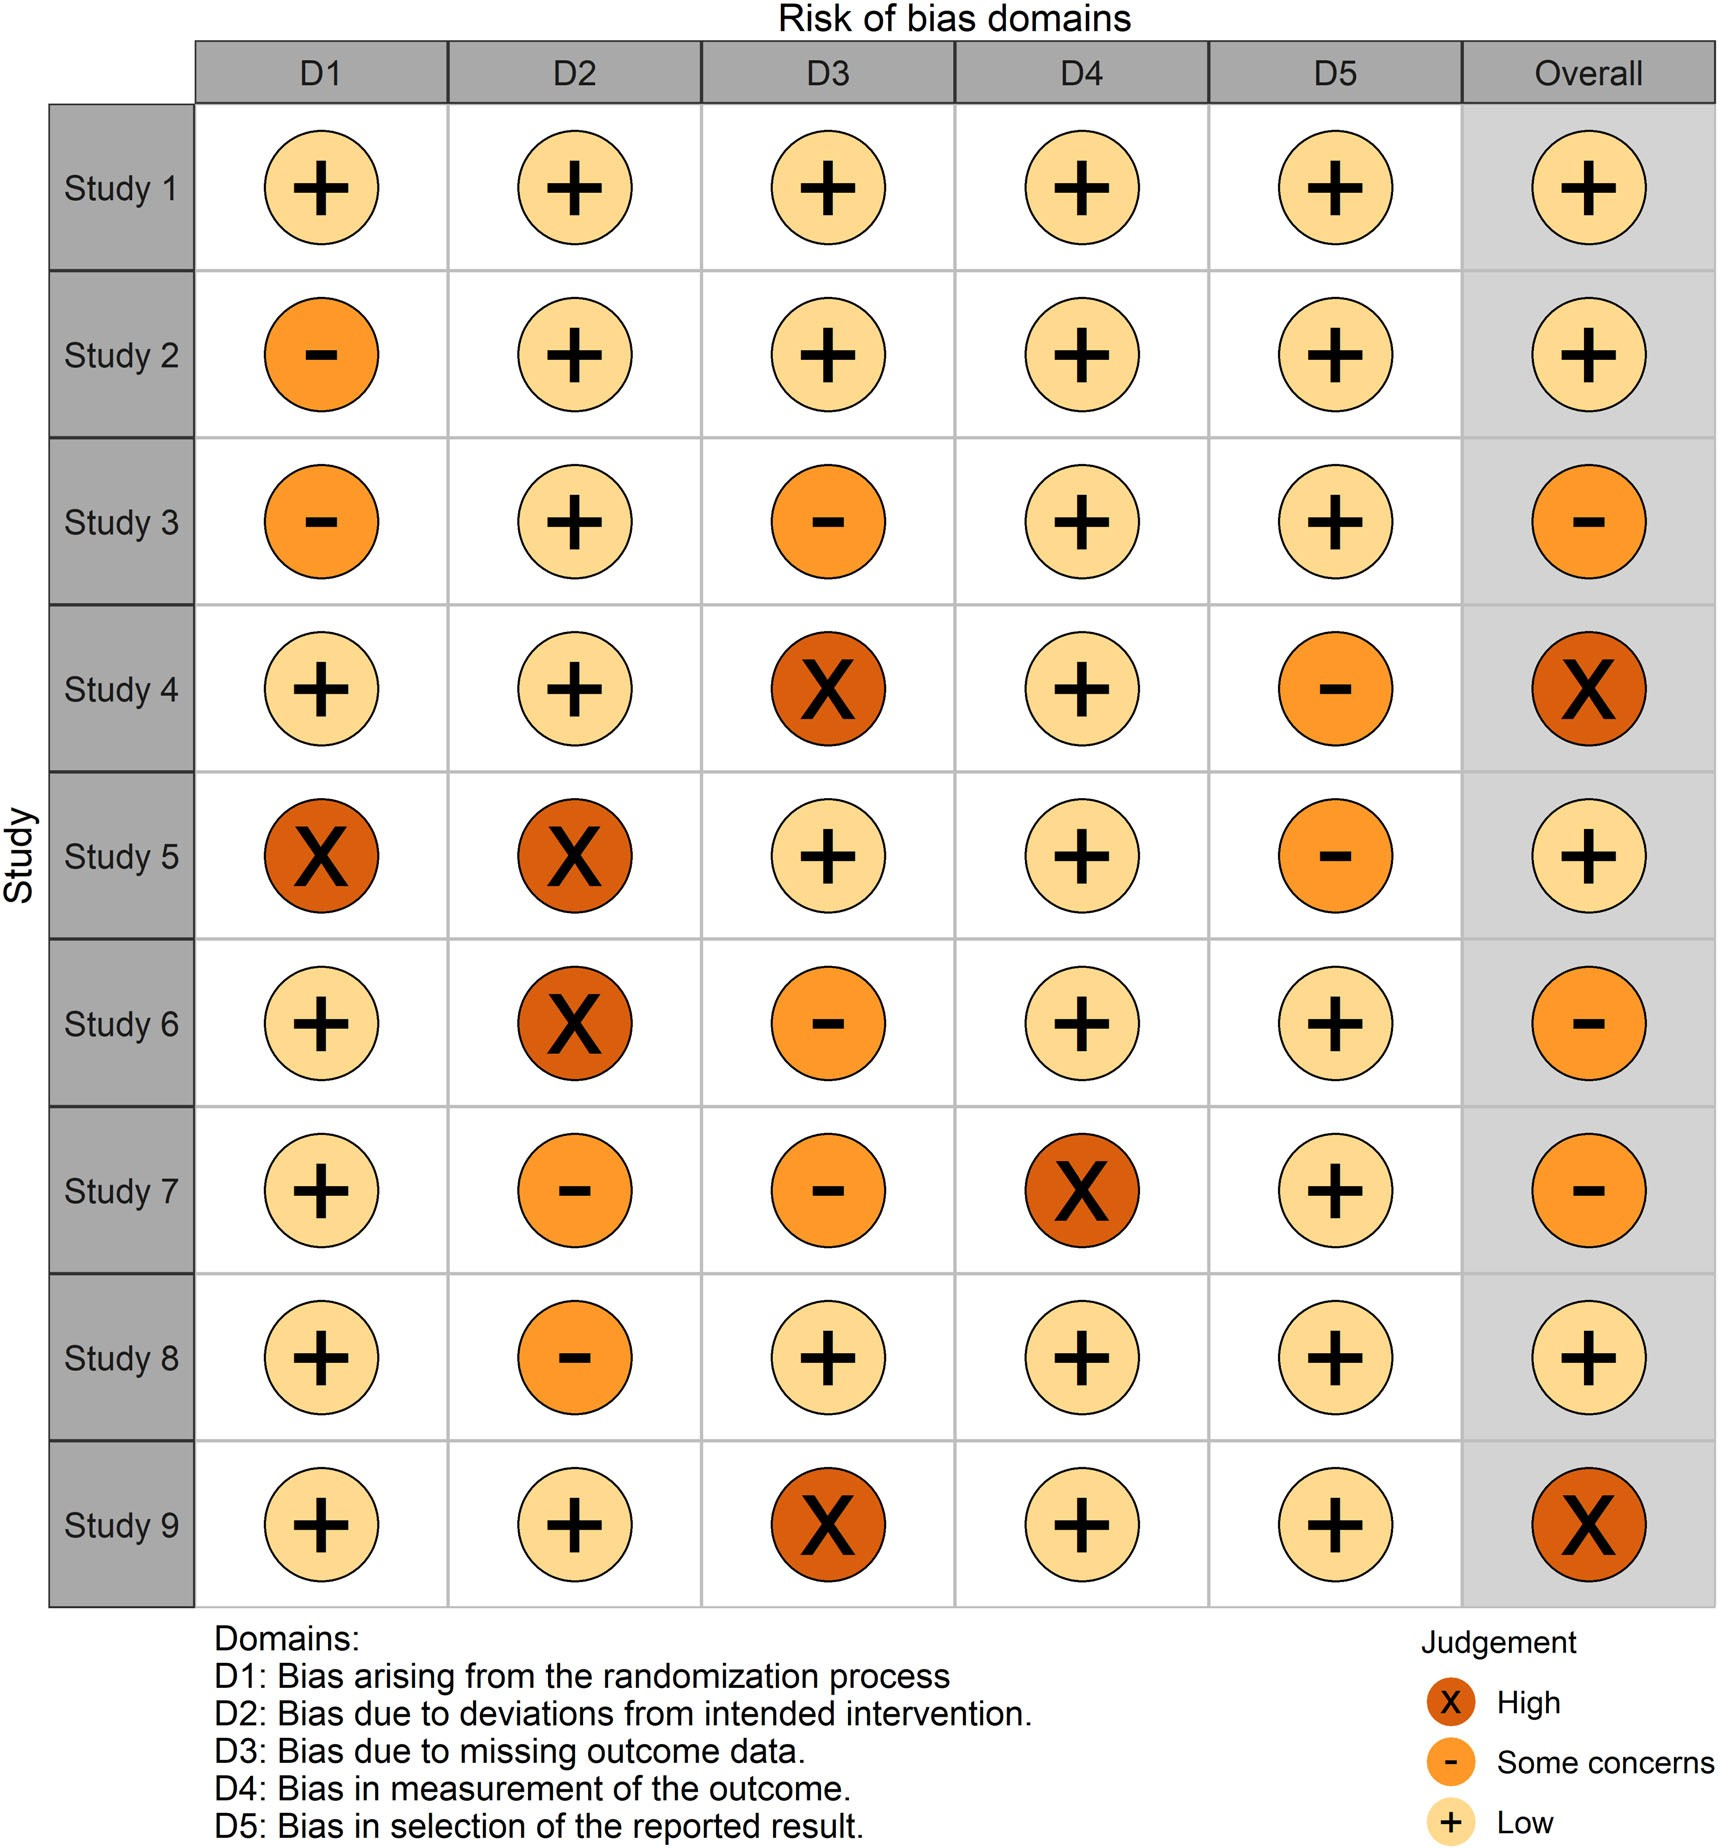 Risk of bias domains
D1 D2 D3 D4 D5 Overall
Study 1 + + + + + +
Study 2 - + + + + +
Study 3 - + - + + -
Study 4 + + X + - X
Study 5 X X + + - +
Study 6 + X - + + -
Study 7 + - - X + -
Study 8 + - + + + +
Study 9 + + X + + X
Study
Domains:
D1: Bias arising from the randomization process
D2: Bias due to deviations from intended intervention.
D3: Bias due to missing outcome data.
D4: Bias in measurement of the outcome.
D5: Bias in selection of the reported result.
Judgement
X High
- Some concerns
+ Low